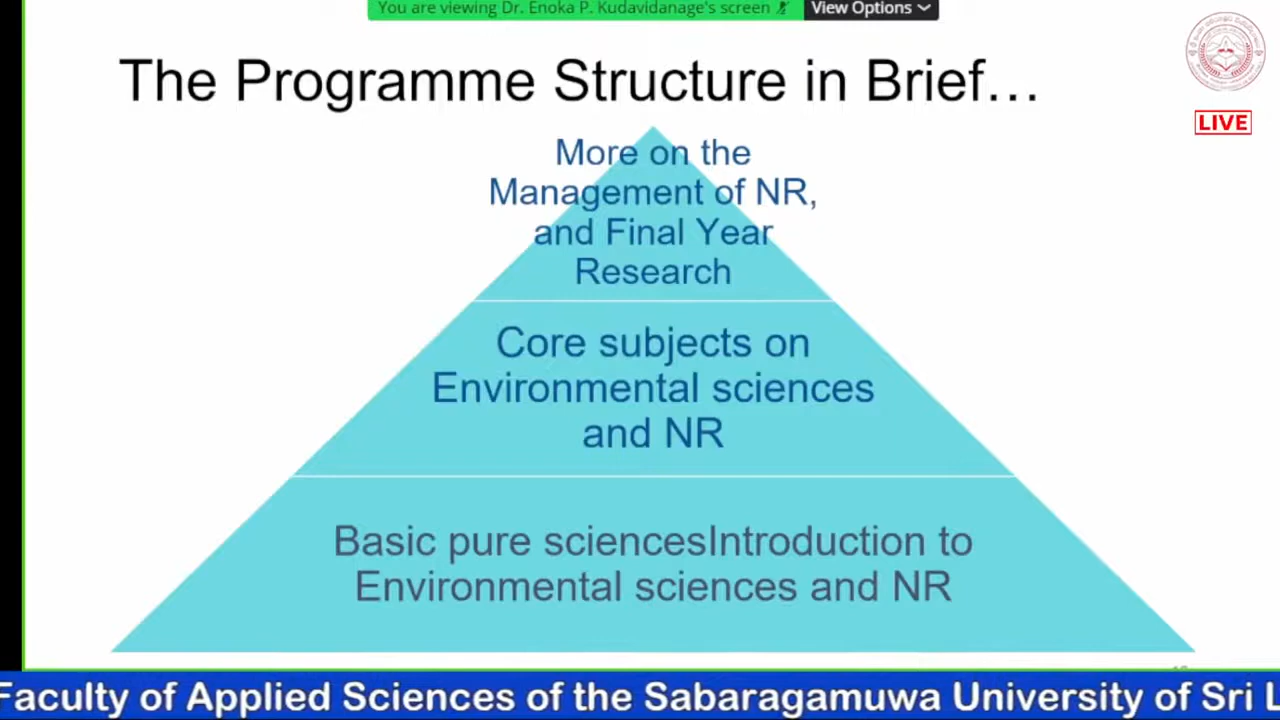 You are viewing Dr. Enoka P. Kudavidanage's screen
View Options
The Programme Structure in Brief…
LIVE
More on the
Management of NR,
and Final Year
Research
Core subjects on
Environmental sciences
and NR
Basic pure sciencesIntroduction to
Environmental sciences and NR
Faculty of Applied Sciences of the Sabaragamuwa University of Sri L